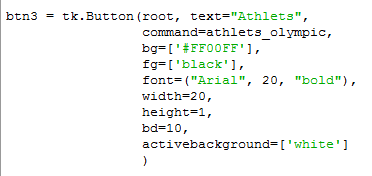 btn3 = tk.Button(root, text="Athlets",
command=athlets_olympic,
bg=['#FF00FF'],
fg=['black'],
font=("Arial", 20, "bold"),
width=20,
height=1,
bd=10,
activebackground=['white']
)